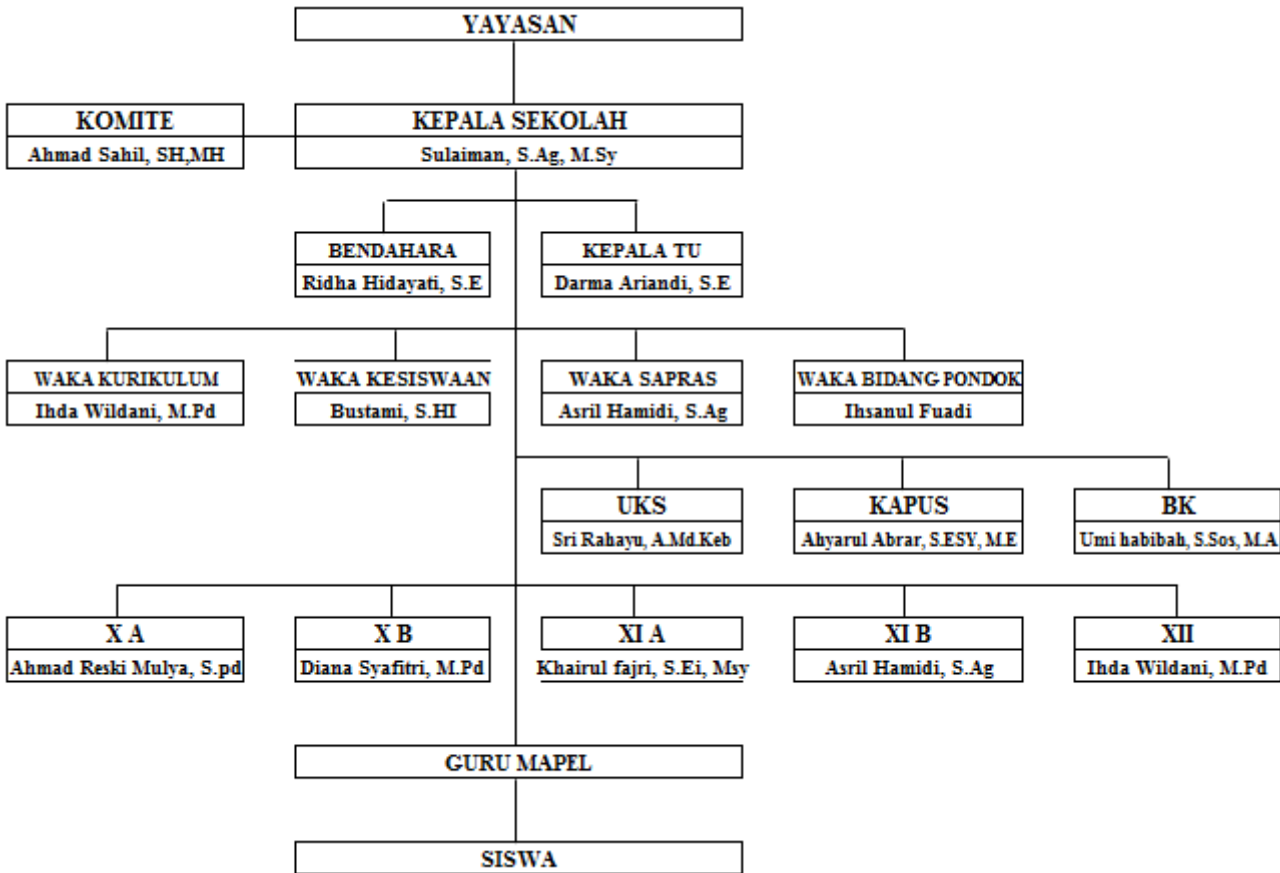 YAYASAN
KOMITE
Ahmad Sahil, SH,MH
KEPALA SEKOLAH
Sulaiman, S.Ag, M.Sy
BENDAHARA
Ridha Hidayati, S.E
KEPALA TU
Darma Ariandi, S.E
WAKA KURIKULUM
Ihda Wildani, M.Pd
WAKA KESISWAAN
Bustami, S.HI
WAKA SAPRAS
Asril Hamidi, S.Ag
WAKA BIDANG PONDOK
Ihsanul Fuadi
UKS
Sri Rahayu, A.Md.Keb
KAPUS
Ahyarul Abrar, S.ESY, M.E
BK
Umi habibah, S.Sos, M.A
X A
Ahmad Reski Mulya, S.pd
X B
Diana Syafitri, M.Pd
XI A
Khairul fajri, S.Ei, Msy
XI B
Asril Hamidi, S.Ag
XII
Ihda Wildani, M.Pd
GURU MAPEL
SISWA